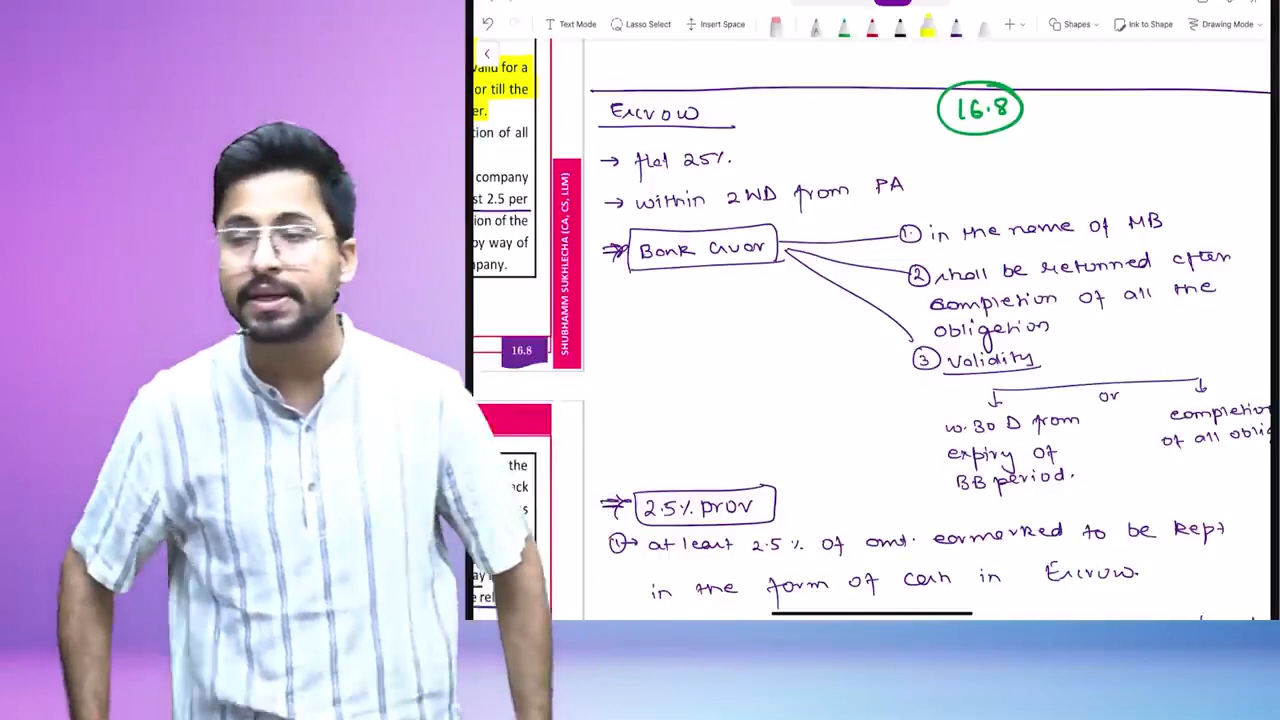 Text Mode Lasso Select Insert Space Shapes Ink to Shape Drawing Mode
valid for a
or till the
er.
tion of all
company
st 2.5 per
ion of the
by way of
pany.
16.8
SHUBHAMM SUKHLECHA (CA, CS, LLM)
the
ack
s
ay i
e rel
Escrow
16.8
→ flat 25%.
→ within 2WD from PA
⇒ Bank Guar
① in the name of MB
② shall be returned after
completion of all the
obligation
③ Validity
or
w. 30 D from
expiry of
BB period.
completion
of all oblig
⇒ 2.5% prov
① → at least 2.5% of amt. earmarked to be kept
in the form of cash in Escrow.